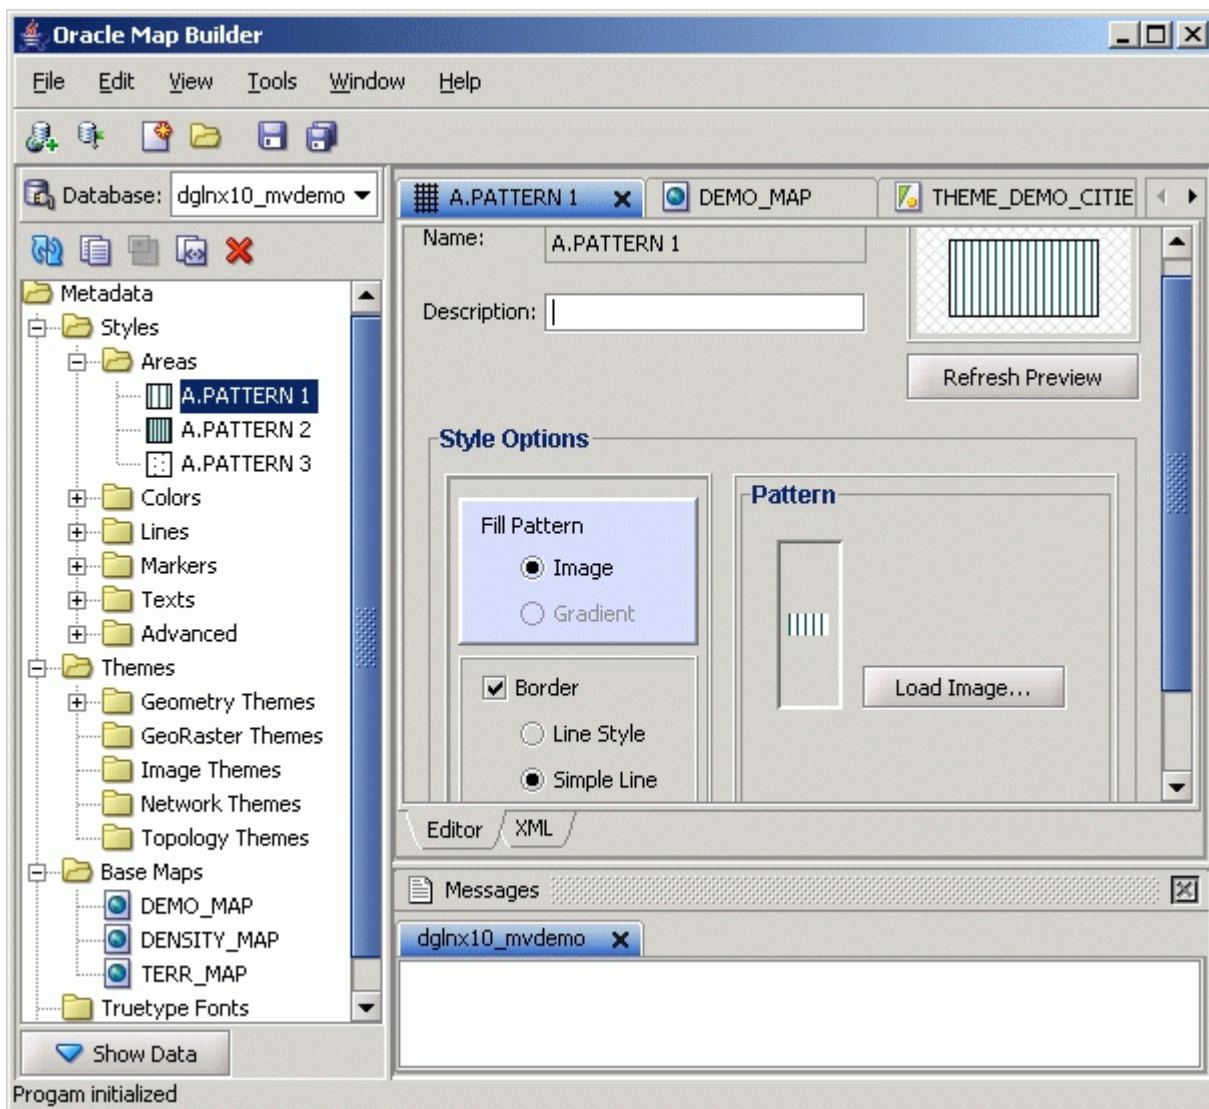 Oracle Map Builder
File Edit View Tools Window Help
Database: dglnx10_mvdemo
Metadata
Styles
Areas
A.PATTERN 1
A.PATTERN 2
A.PATTERN 3
Colors
Lines
Markers
Texts
Advanced
Themes
Geometry Themes
GeoRaster Themes
Image Themes
Network Themes
Topology Themes
Base Maps
DEMO_MAP
DENSITY_MAP
TERR_MAP
Truetype Fonts
Show Data
A.PATTERN 1 DEMO_MAP THEME_DEMO_CITIE
Name: A.PATTERN 1
Description:
Refresh Preview
Style Options
Fill Pattern
Image
Gradient
Border
Line Style
Simple Line
Pattern
Load Image...
Editor XML
Messages
dglnx10_mvdemo
Progam initialized